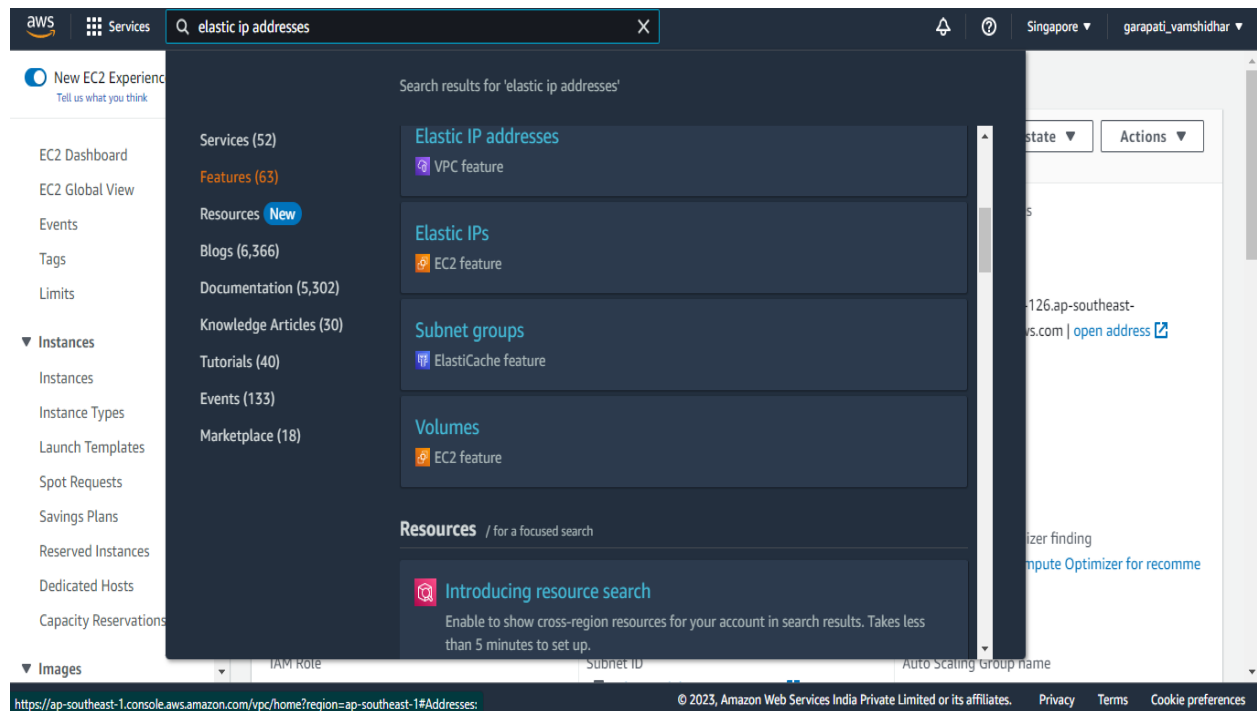 aws
Services
elastic ip addresses
Singapore ▼
garapati_vamshidhar ▼
New EC2 Experienc
Tell us what you think
EC2 Dashboard
EC2 Global View
Events
Tags
Limits
▼ Instances
Instances
Instance Types
Launch Templates
Spot Requests
Savings Plans
Reserved Instances
Dedicated Hosts
Capacity Reservations
▼ Images
Search results for 'elastic ip addresses'
Services (52)
Features (63)
Resources New
Blogs (6,366)
Documentation (5,302)
Knowledge Articles (30)
Tutorials (40)
Events (133)
Marketplace (18)
Elastic IP addresses
VPC feature
Elastic IPs
EC2 feature
Subnet groups
ElastiCache feature
Volumes
EC2 feature
Resources / for a focused search
Introducing resource search
Enable to show cross-region resources for your account in search results. Takes less
than 5 minutes to set up.
state ▼
Actions ▼
s
-126.ap-southeast-
vs.com | open address
izer finding
mpute Optimizer for recomme
IAM Role
Subnet ID
Auto Scaling Group name
https://ap-southeast-1.console.aws.amazon.com/vpc/home?region=ap-southeast-1#Addresses:
© 2023, Amazon Web Services India Private Limited or its affiliates.
Privacy
Terms
Cookie preferences